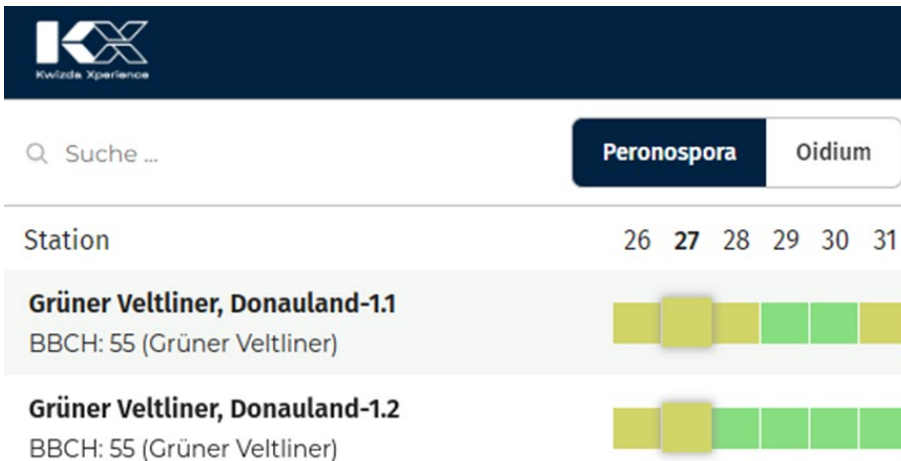 KX
Kwizda Xperience
Suche ...
Peronospora Oidium
Station 26 27 28 29 30 31
Grüner Veltliner, Donauland-1.1
BBCH: 55 (Grüner Veltliner)
Grüner Veltliner, Donauland-1.2
BBCH: 55 (Grüner Veltliner)